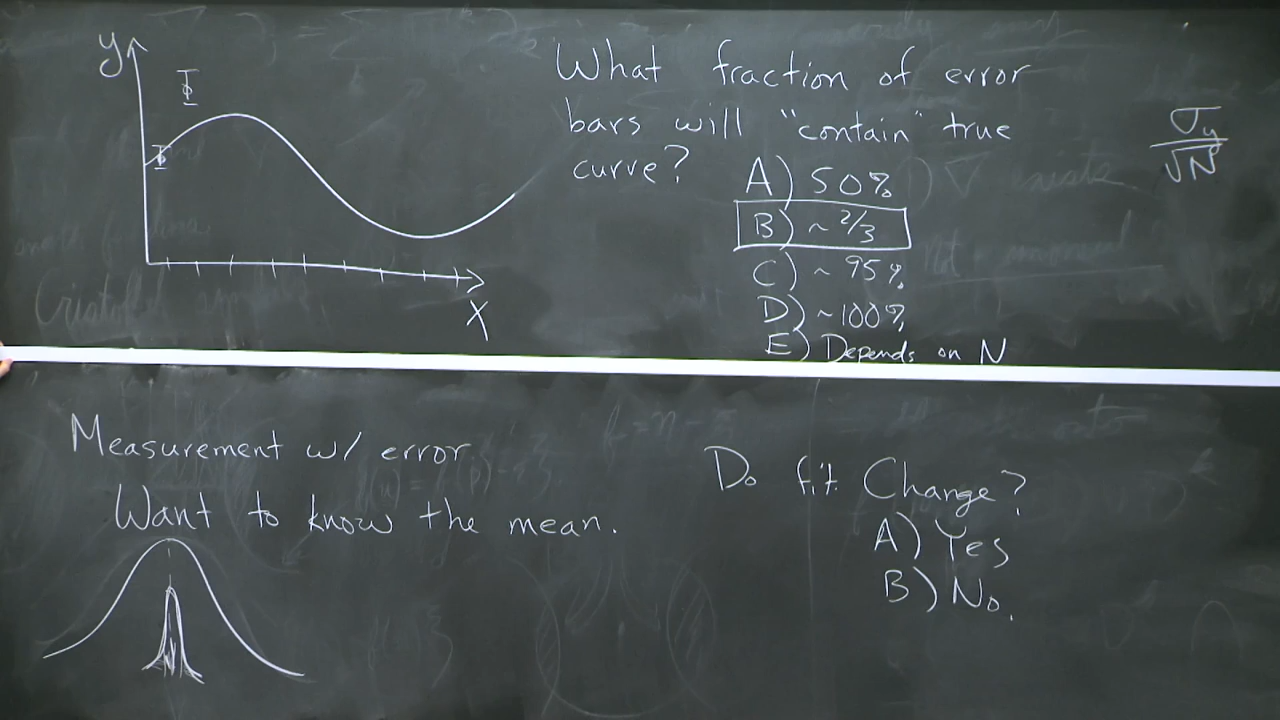 y
What fraction of error
bars will "contain" true
curve?
A) 50%
B) ~ 2/3
C) ~ 95%
D) ~100%
E) Depends on N
σy
√N
X
Measurement w/ error
Want to know the mean.
Do fit Change?
A) Yes
B) No.